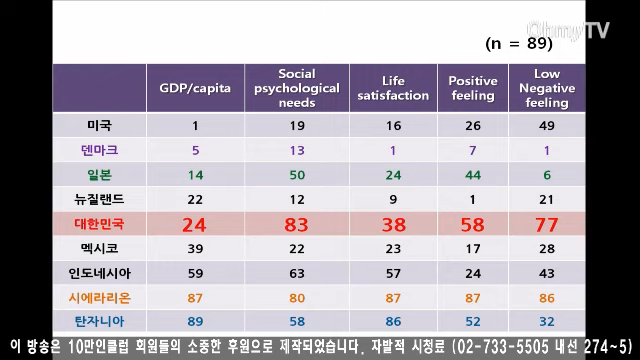 OhmyTV
(n = 89)
GDP/capita Social psychological needs Life satisfaction Positive feeling Low Negative feeling
미국 1 19 16 26 49
덴마크 5 13 1 7 1
일본 14 50 24 44 6
뉴질랜드 22 12 9 1 21
대한민국 24 83 38 58 77
멕시코 39 22 23 17 28
인도네시아 59 63 57 24 43
시에라리온 87 80 87 87 86
탄자니아 89 58 86 52 32
이 방송은 10만인클럽 회원들의 소중한 후원으로 제작되었습니다. 자발적 시청료 (02-733-5505 내선 274~5)